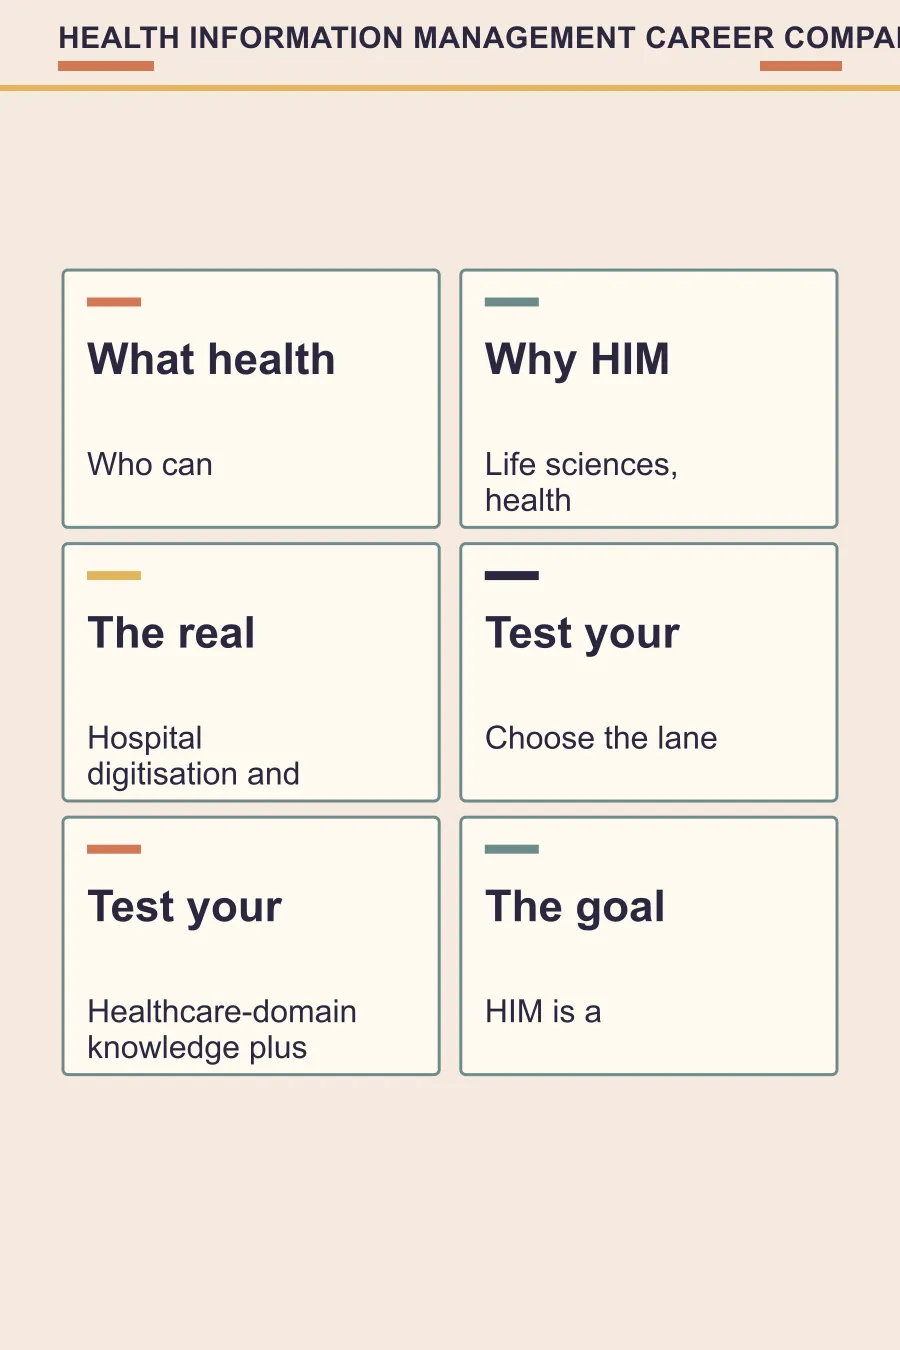 HEALTH INFORMATION MANAGEMENT CAREER COMPA
What health
Who can
Why HIM
Life sciences,
health
The real
Hospital
digitisation and
Test your
Choose the lane
Test your
Healthcare-domain
knowledge plus
The goal
HIM is a